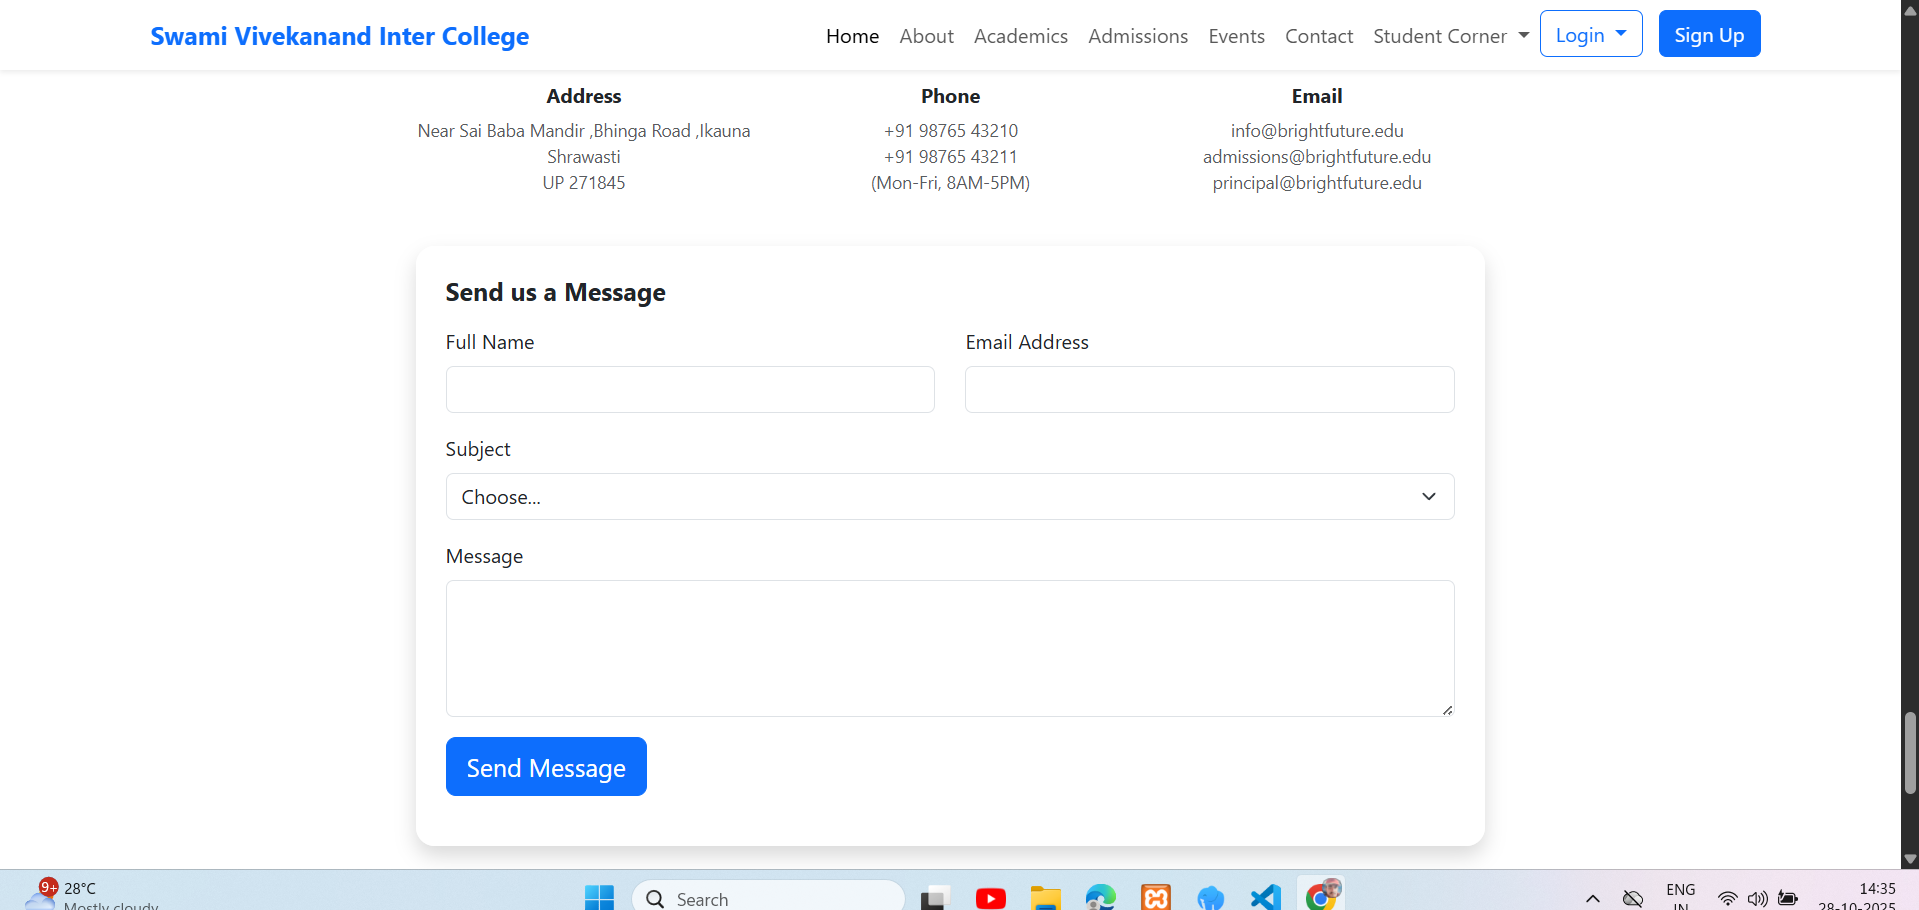 Swami Vivekanand Inter College
Home About Academics Admissions Events Contact Student Corner Login Sign Up
Address
Near Sai Baba Mandir ,Bhinga Road ,Ikauna
Shrawasti
UP 271845
Phone
+91 98765 43210
+91 98765 43211
(Mon-Fri, 8AM-5PM)
Email
info@brightfuture.edu
admissions@brightfuture.edu
principal@brightfuture.edu
Send us a Message
Full Name
Email Address
Subject
Choose...
Message
Send Message
9+
28°C
Mostly cloudy
Search
ENG
IN
14:35
28-10-2025